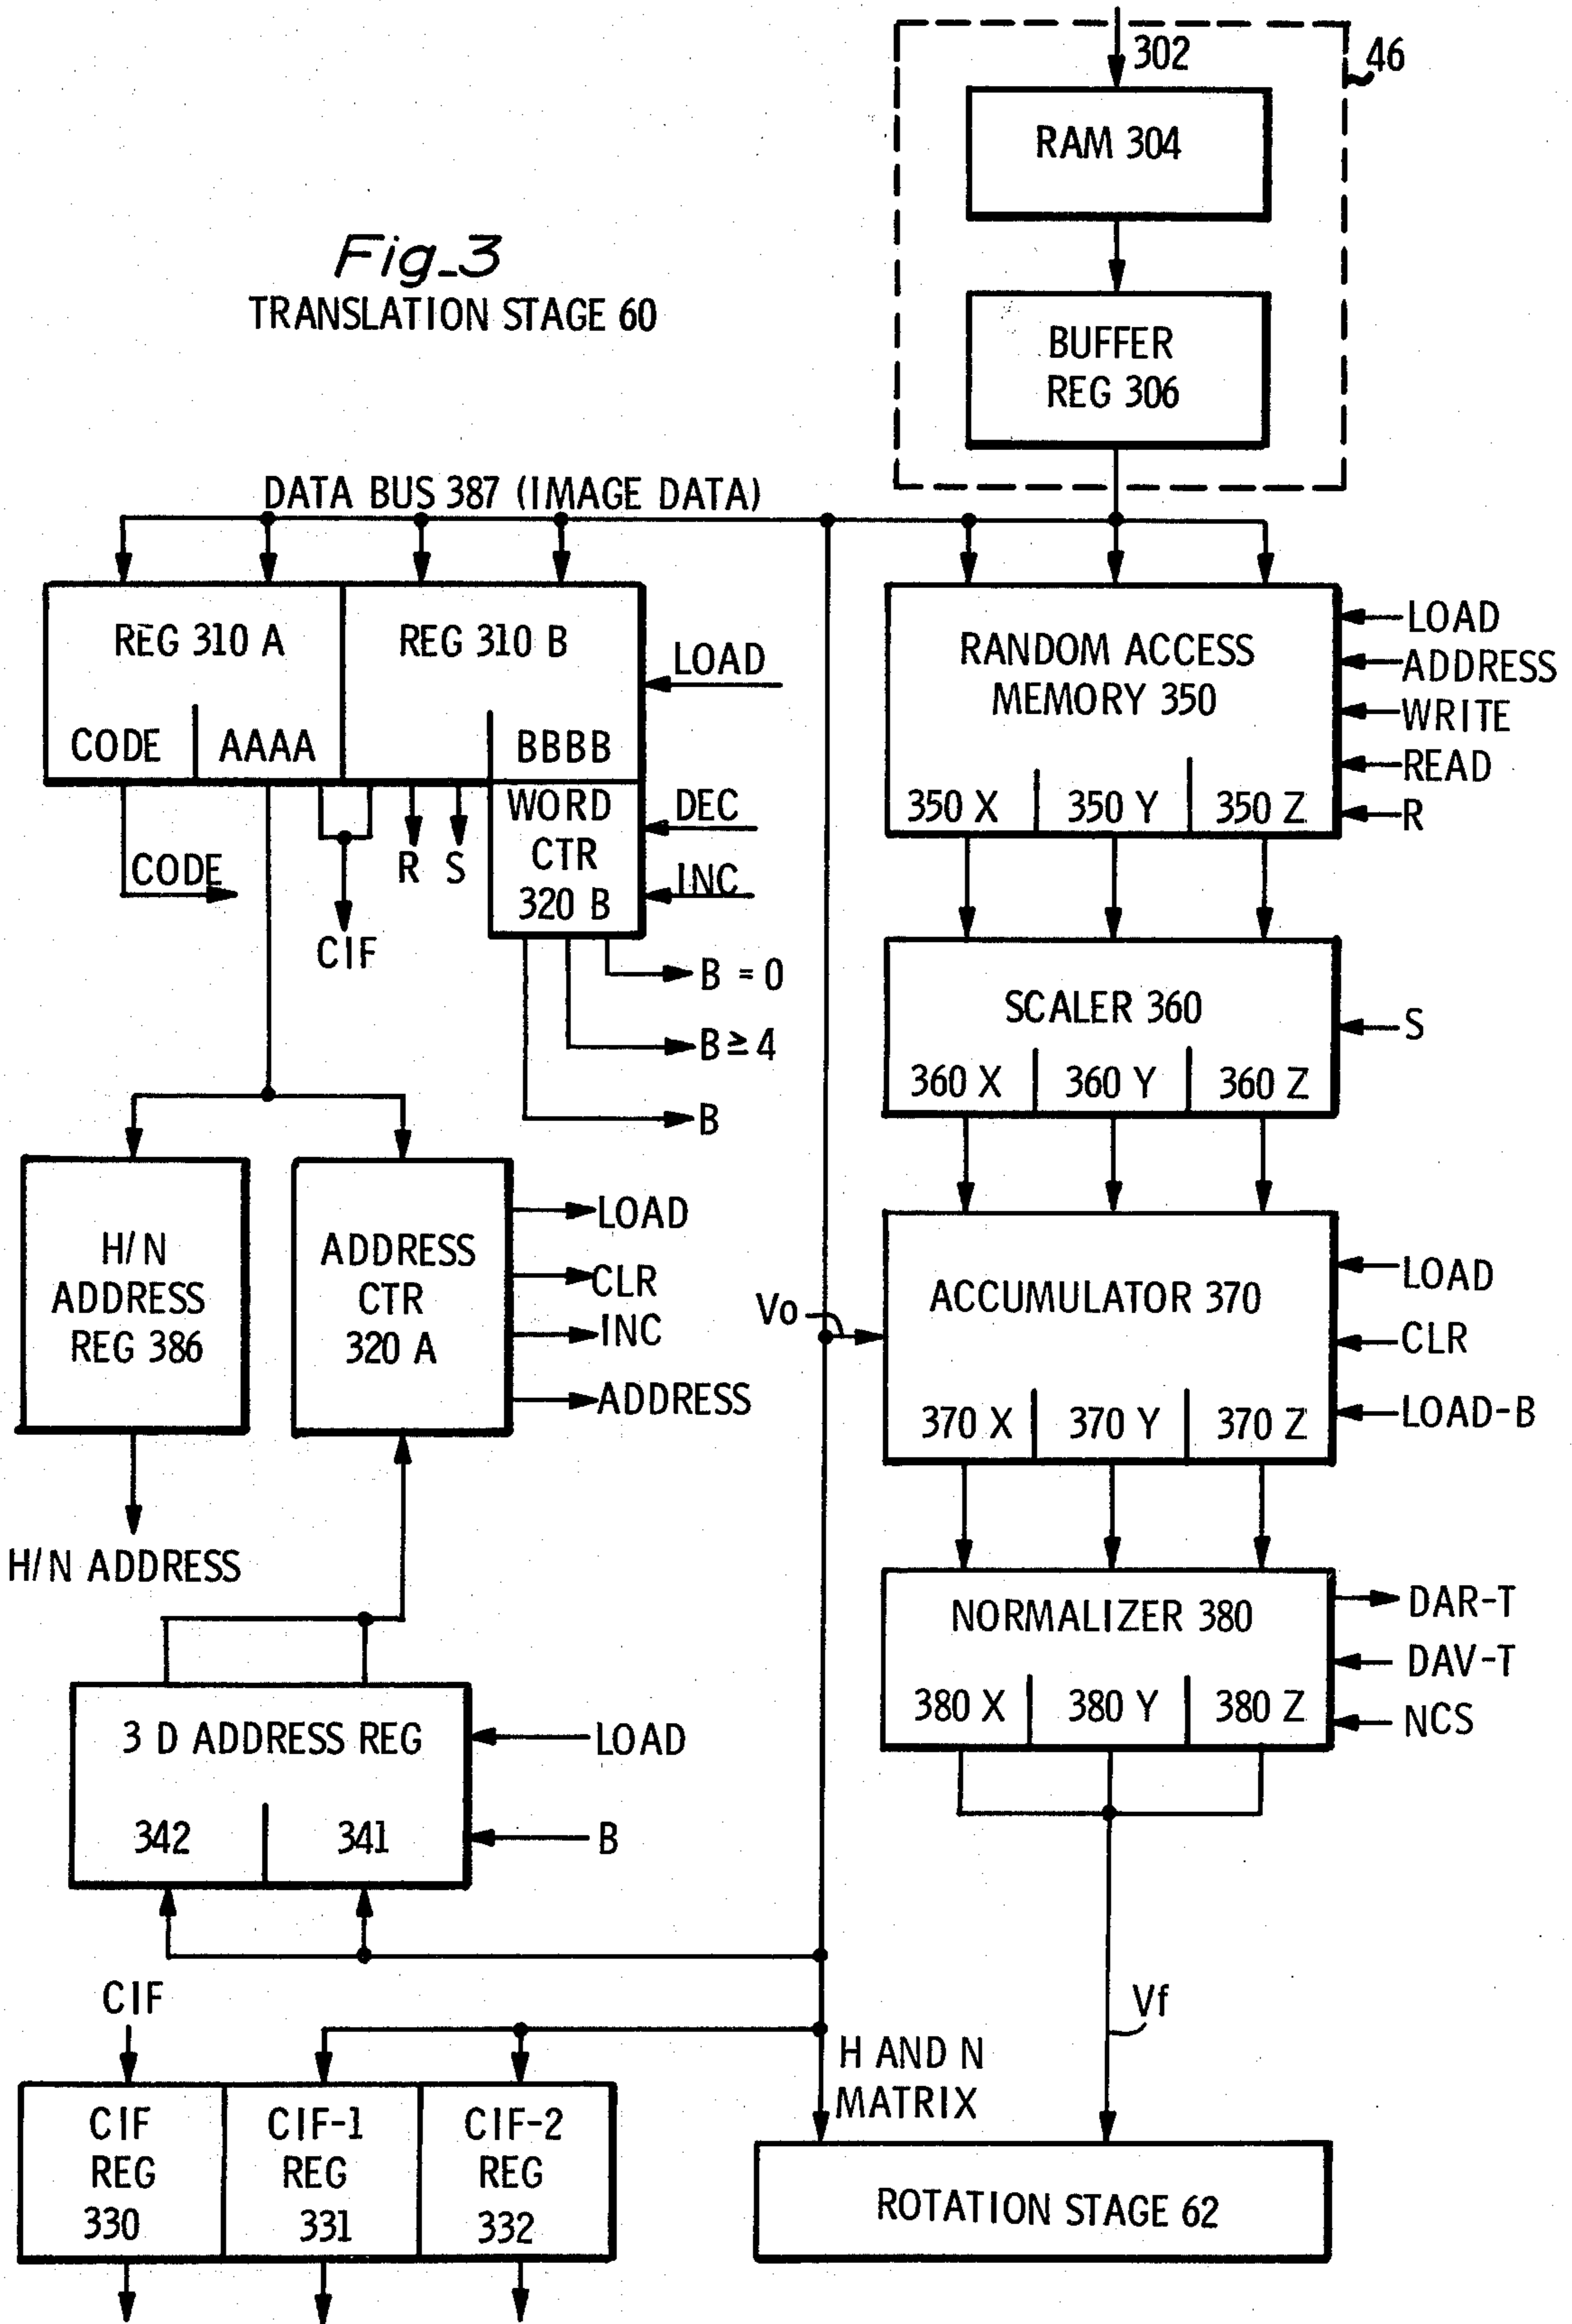 302
46
RAM 304
Fig_3
TRANSLATION STAGE 60
BUFFER
REG 306
DATA BUS 387 (IMAGE DATA)
REG 310 A
REG 310 B
LOAD
CODE
AAAA
BBBB
WORD
CTR
320 B
DEC
INC
CODE
CIF
R
S
B = 0
B ≥ 4
B
RANDOM ACCESS
MEMORY 350
350 X
350 Y
350 Z
LOAD
ADDRESS
WRITE
READ
R
SCALER 360
360 X
360 Y
360 Z
S
H/N
ADDRESS
REG 386
ADDRESS
CTR
320 A
LOAD
CLR
INC
ADDRESS
Vo
ACCUMULATOR 370
370 X
370 Y
370 Z
LOAD
CLR
LOAD-B
H/N ADDRESS
NORMALIZER 380
380 X
380 Y
380 Z
DAR-T
DAV-T
NCS
3 D ADDRESS REG
342
341
LOAD
B
CIF
Vf
H AND N
MATRIX
CIF
REG
330
CIF-1
REG
331
CIF-2
REG
332
ROTATION STAGE 62